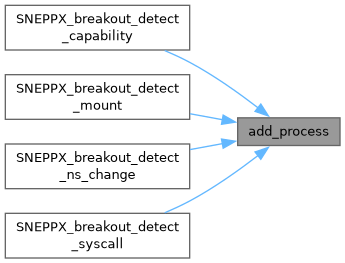 SNEPPX_breakout_detect
_capability
SNEPPX_breakout_detect
_mount
add_process
SNEPPX_breakout_detect
_ns_change
SNEPPX_breakout_detect
_syscall